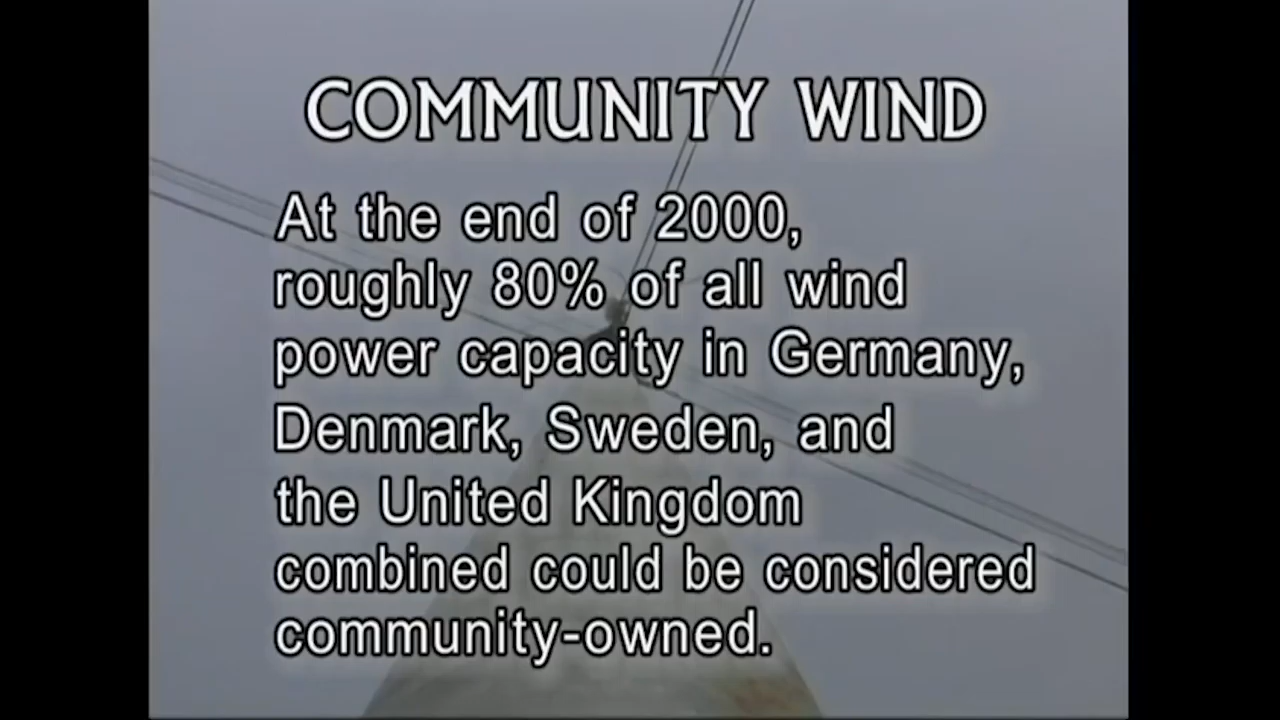 COMMUNITY WIND
At the end of 2000,
roughly 80% of all wind
power capacity in Germany,
Denmark, Sweden, and
the United Kingdom
combined could be considered
community-owned.